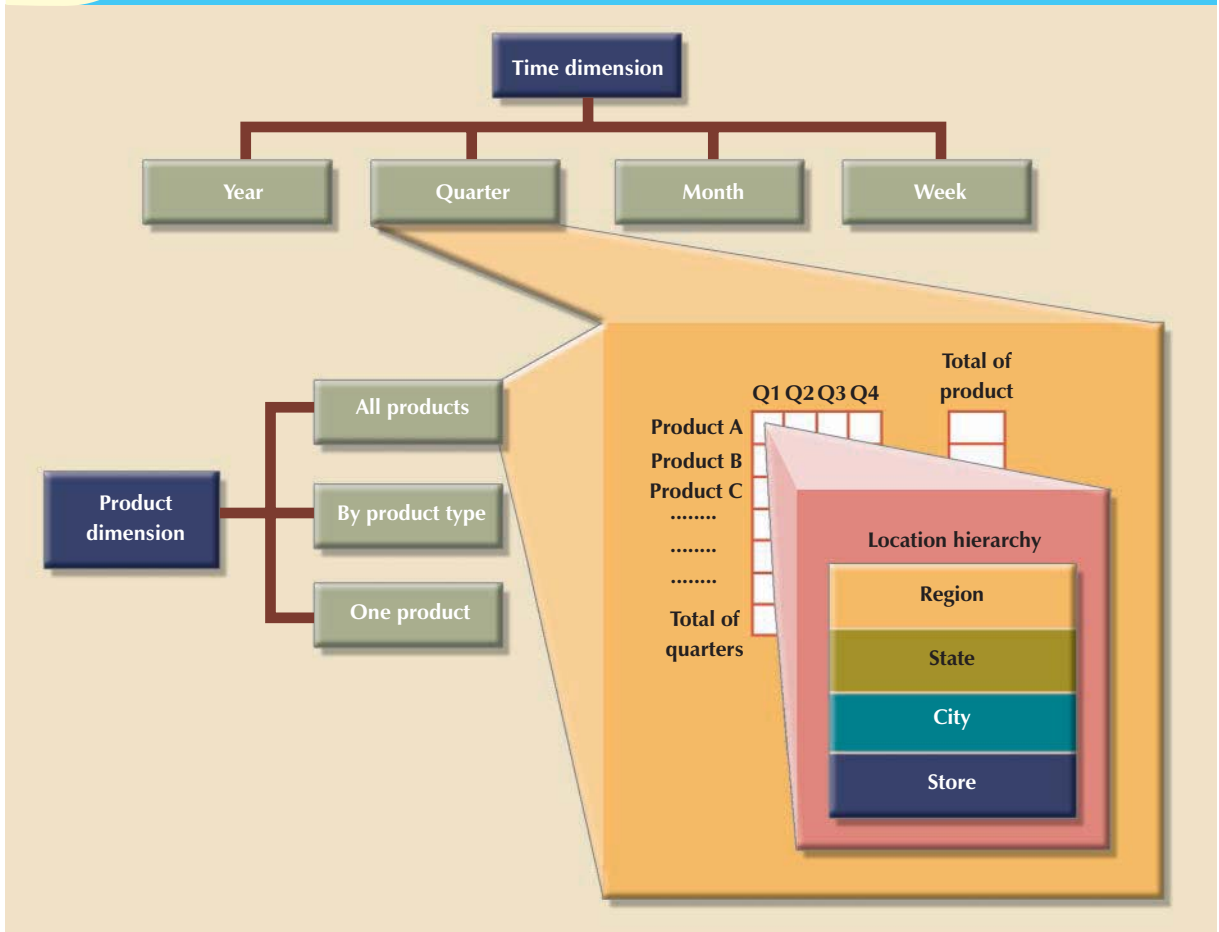 Time dimension
Year
Quarter
Month
Week
All products
Product
dimension
By product type
One product
Total of
product
Q1 Q2 Q3 Q4
Product A
Product B
Product C
........
........
........
Total of
quarters
Location hierarchy
Region
State
City
Store